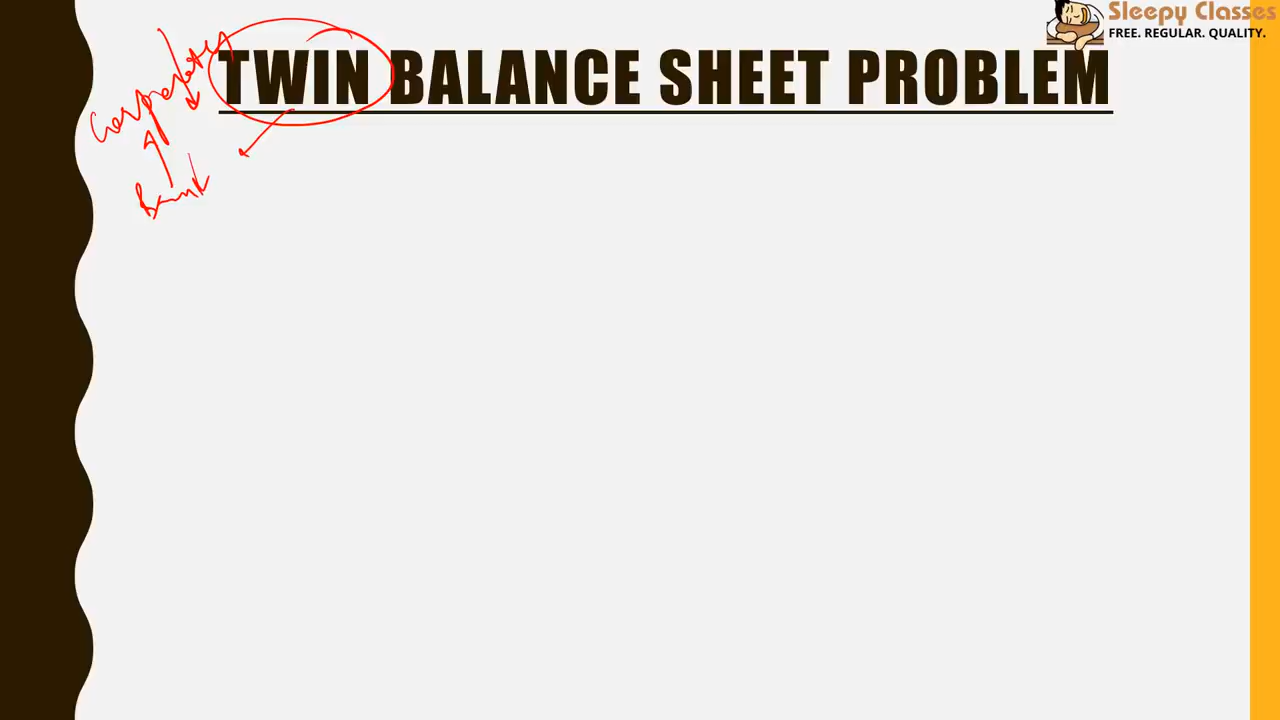 Sleepy Classes
FREE. REGULAR. QUALITY.
TWIN BALANCE SHEET PROBLEM
Corporates
Bank